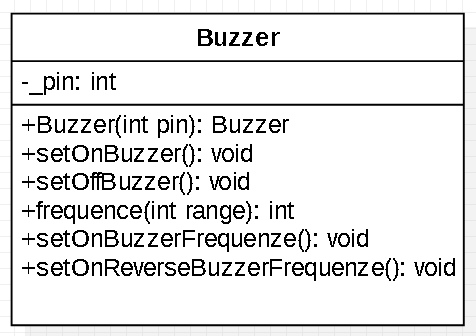 Buzzer
-_pin: int
+Buzzer(int pin): Buzzer
+setOnBuzzer(): void
+setOffBuzzer(): void
+frequence(int range): int
+setOnBuzzerFrequenze(): void
+setOnReverseBuzzerFrequenze(): void